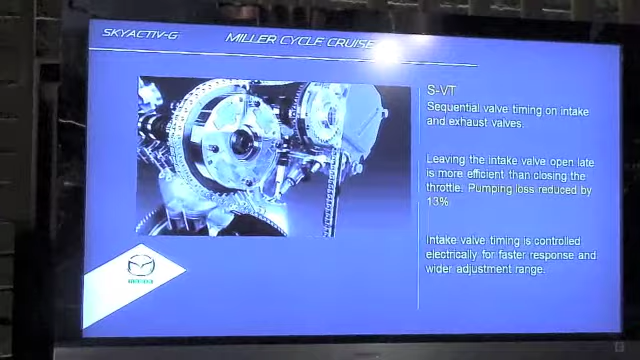 SKYACTIV-G
MILLER CYCLE CRUISE
S-VT
Sequential valve timing on intake
and exhaust valves.
Leaving the intake valve open late
is more efficient than closing the
throttle. Pumping loss reduced by
13%
Intake valve timing is controlled
electrically for faster response and
wider adjustment range.